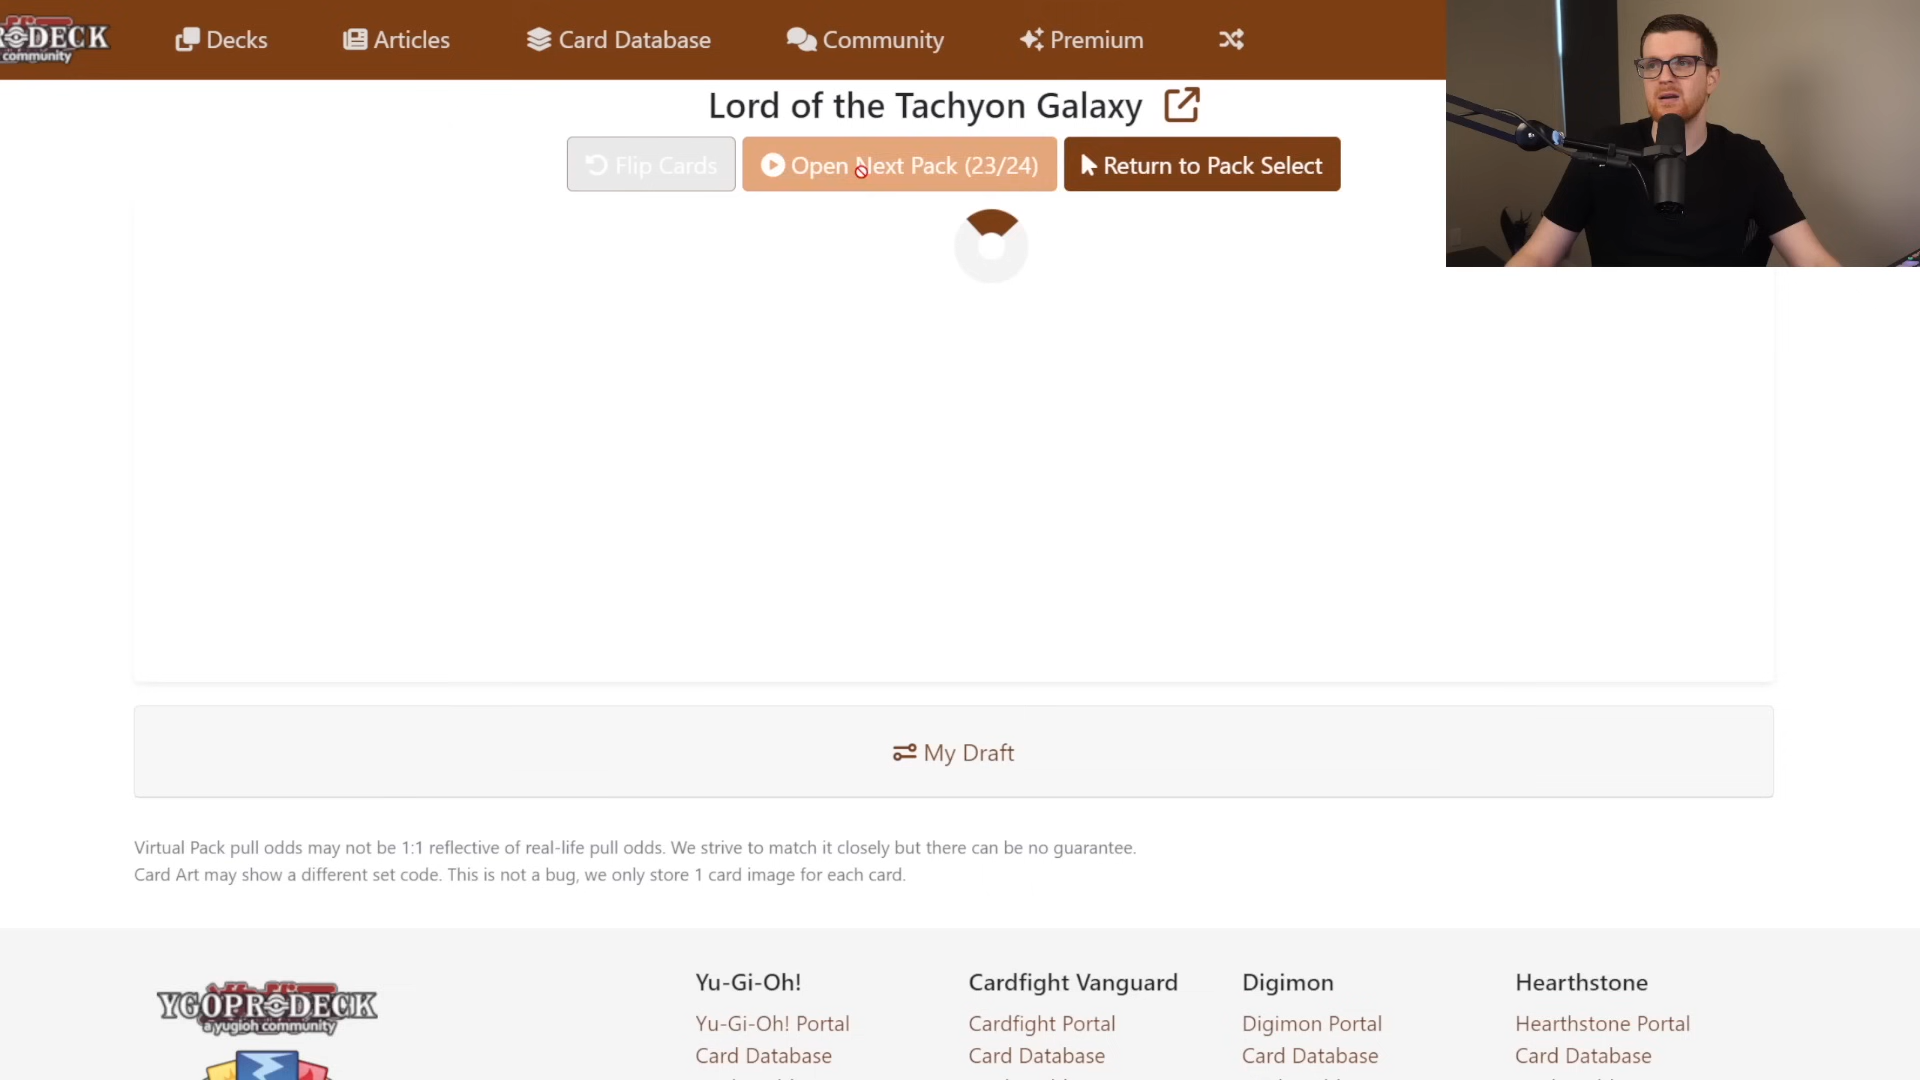 RODECK
community
Decks
Articles
Card Database
Community
Premium
Lord of the Tachyon Galaxy
Flip Cards
Open Next Pack (23/24)
Return to Pack Select
My Draft
Virtual Pack pull odds may not be 1:1 reflective of real-life pull odds. We strive to match it closely but there can be no guarantee.
Card Art may show a different set code. This is not a bug, we only store 1 card image for each card.
YGOPRODECK
a yugioh community
Yu-Gi-Oh!
Cardfight Vanguard
Digimon
Hearthstone
Yu-Gi-Oh! Portal
Cardfight Portal
Digimon Portal
Hearthstone Portal
Card Database
Card Database
Card Database
Card Database